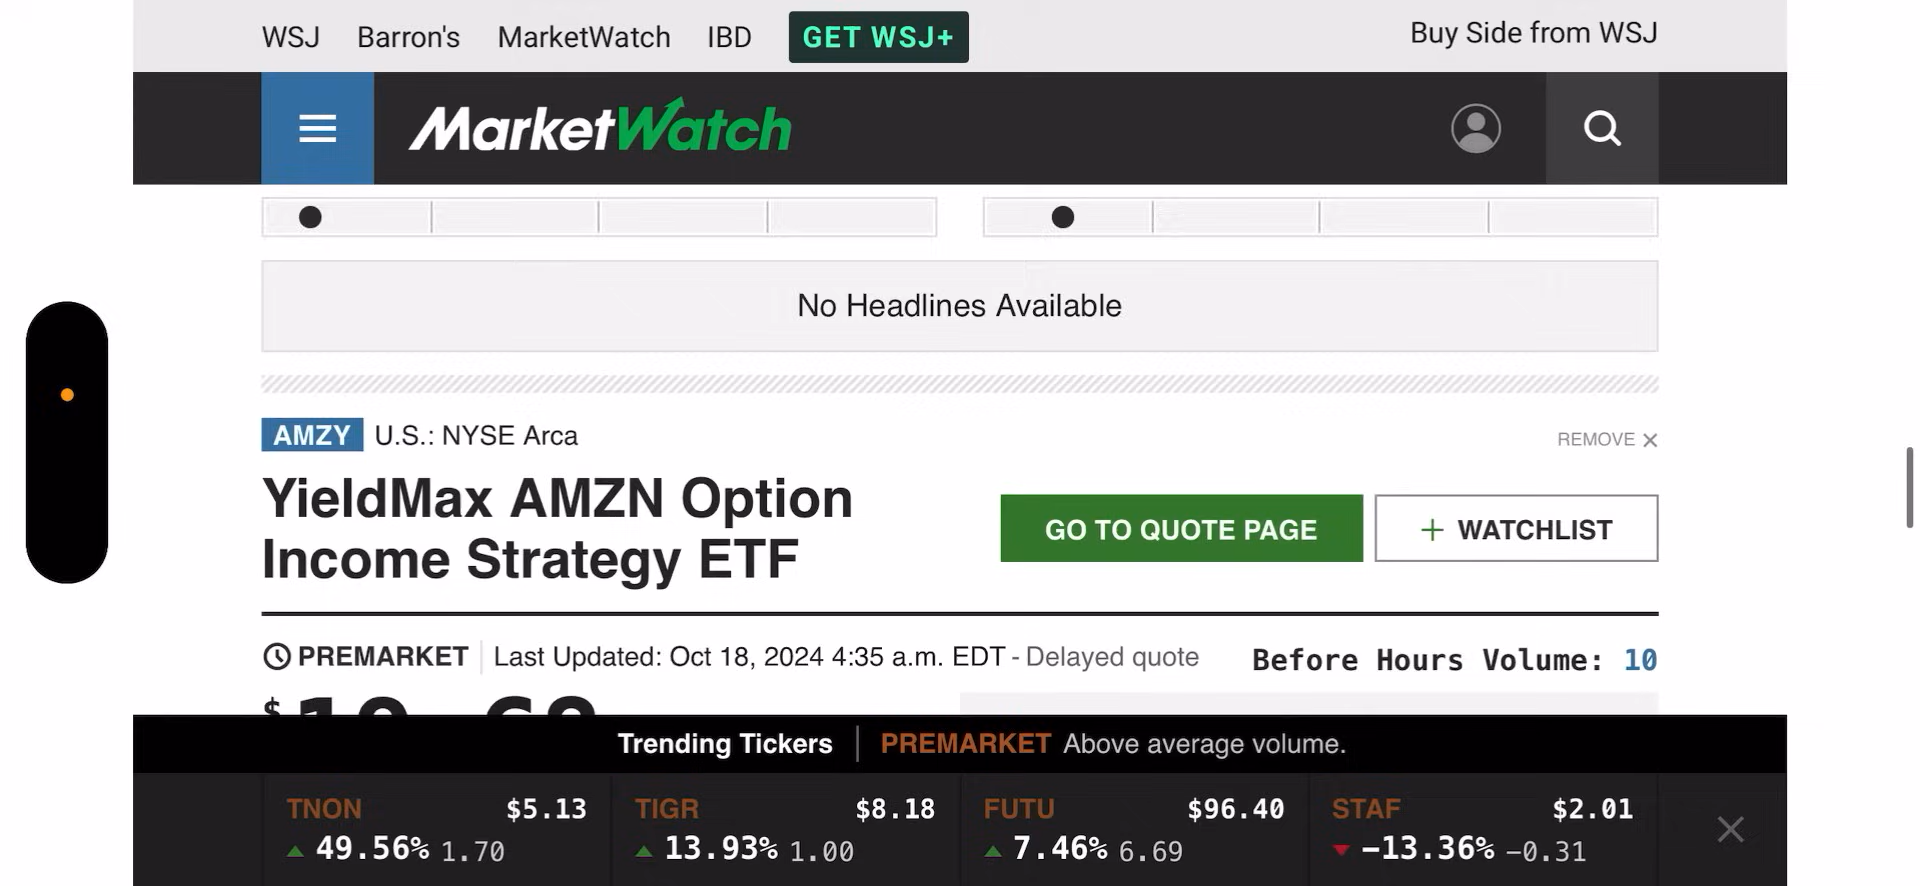 WSJ Barron's MarketWatch IBD GET WSJ+ Buy Side from WSJ
MarketWatch
No Headlines Available
AMZY U.S.: NYSE Arca REMOVE
YieldMax AMZN Option
Income Strategy ETF
GO TO QUOTE PAGE + WATCHLIST
PREMARKET Last Updated: Oct 18, 2024 4:35 a.m. EDT - Delayed quote Before Hours Volume: 10
Trending Tickers PREMARKET Above average volume.
TNON $5.13 TIGR $8.18 FUTU $96.40 STAF $2.01
49.56% 1.70 13.93% 1.00 7.46% 6.69 -13.36% -0.31